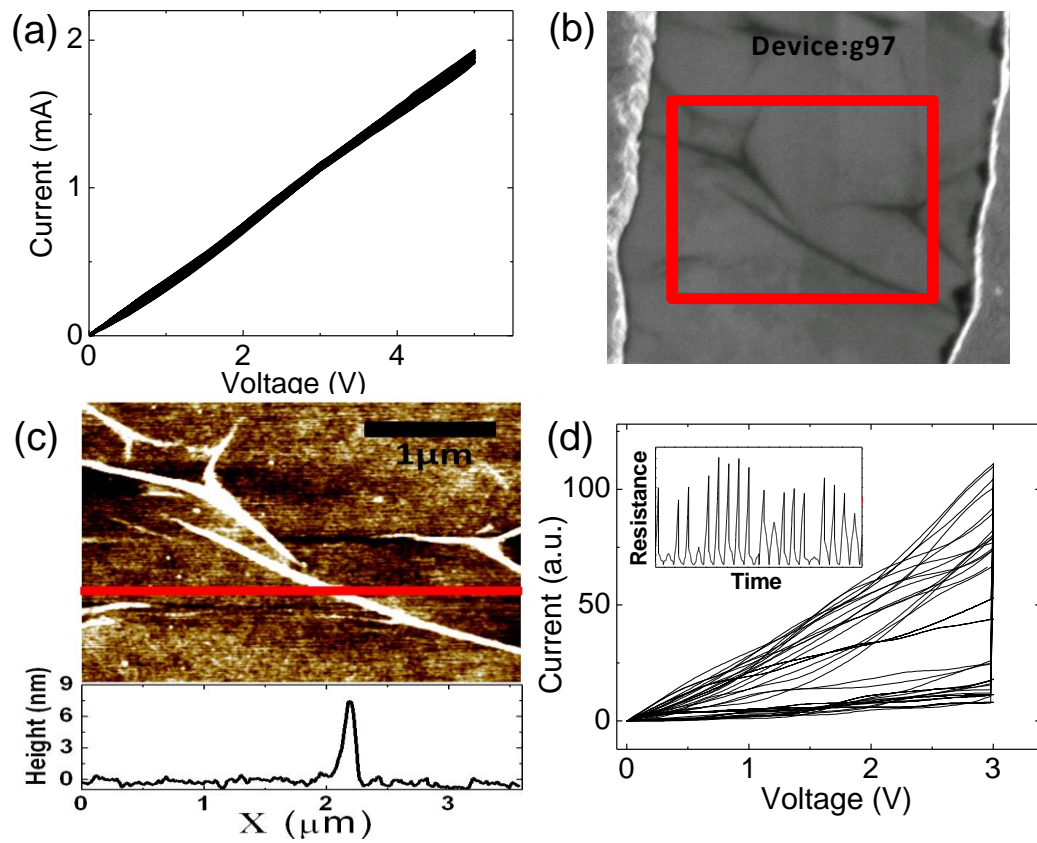 (a)
2
1
0
Current (mA)
0
2
4
Voltage (V)
(b)
Device:g97
(c)
1μm
9
6
3
0
Height (nm)
0
1
2
3
X (μm)
(d)
100
50
0
Current (a.u.)
Resistance
Time
0
1
2
3
Voltage (V)